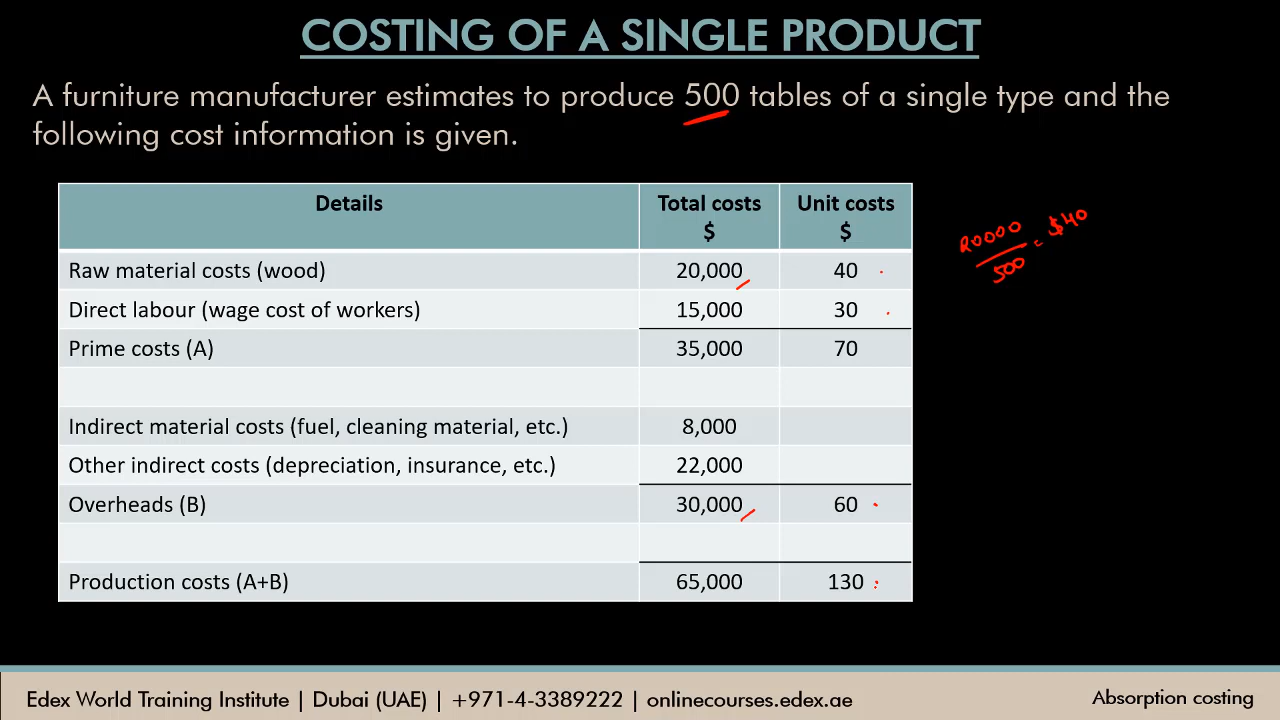 COSTING OF A SINGLE PRODUCT
A furniture manufacturer estimates to produce 500 tables of a single type and the
following cost information is given.
Details Total costs $ Unit costs $
Raw material costs (wood) 20,000 40
Direct labour (wage cost of workers) 15,000 30
Prime costs (A) 35,000 70
Indirect material costs (fuel, cleaning material, etc.) 8,000
Other indirect costs (depreciation, insurance, etc.) 22,000
Overheads (B) 30,000 60
Production costs (A+B) 65,000 130
20000
500
= $40
Edex World Training Institute | Dubai (UAE) | +971-4-3389222 | onlinecourses.edex.ae
Absorption costing